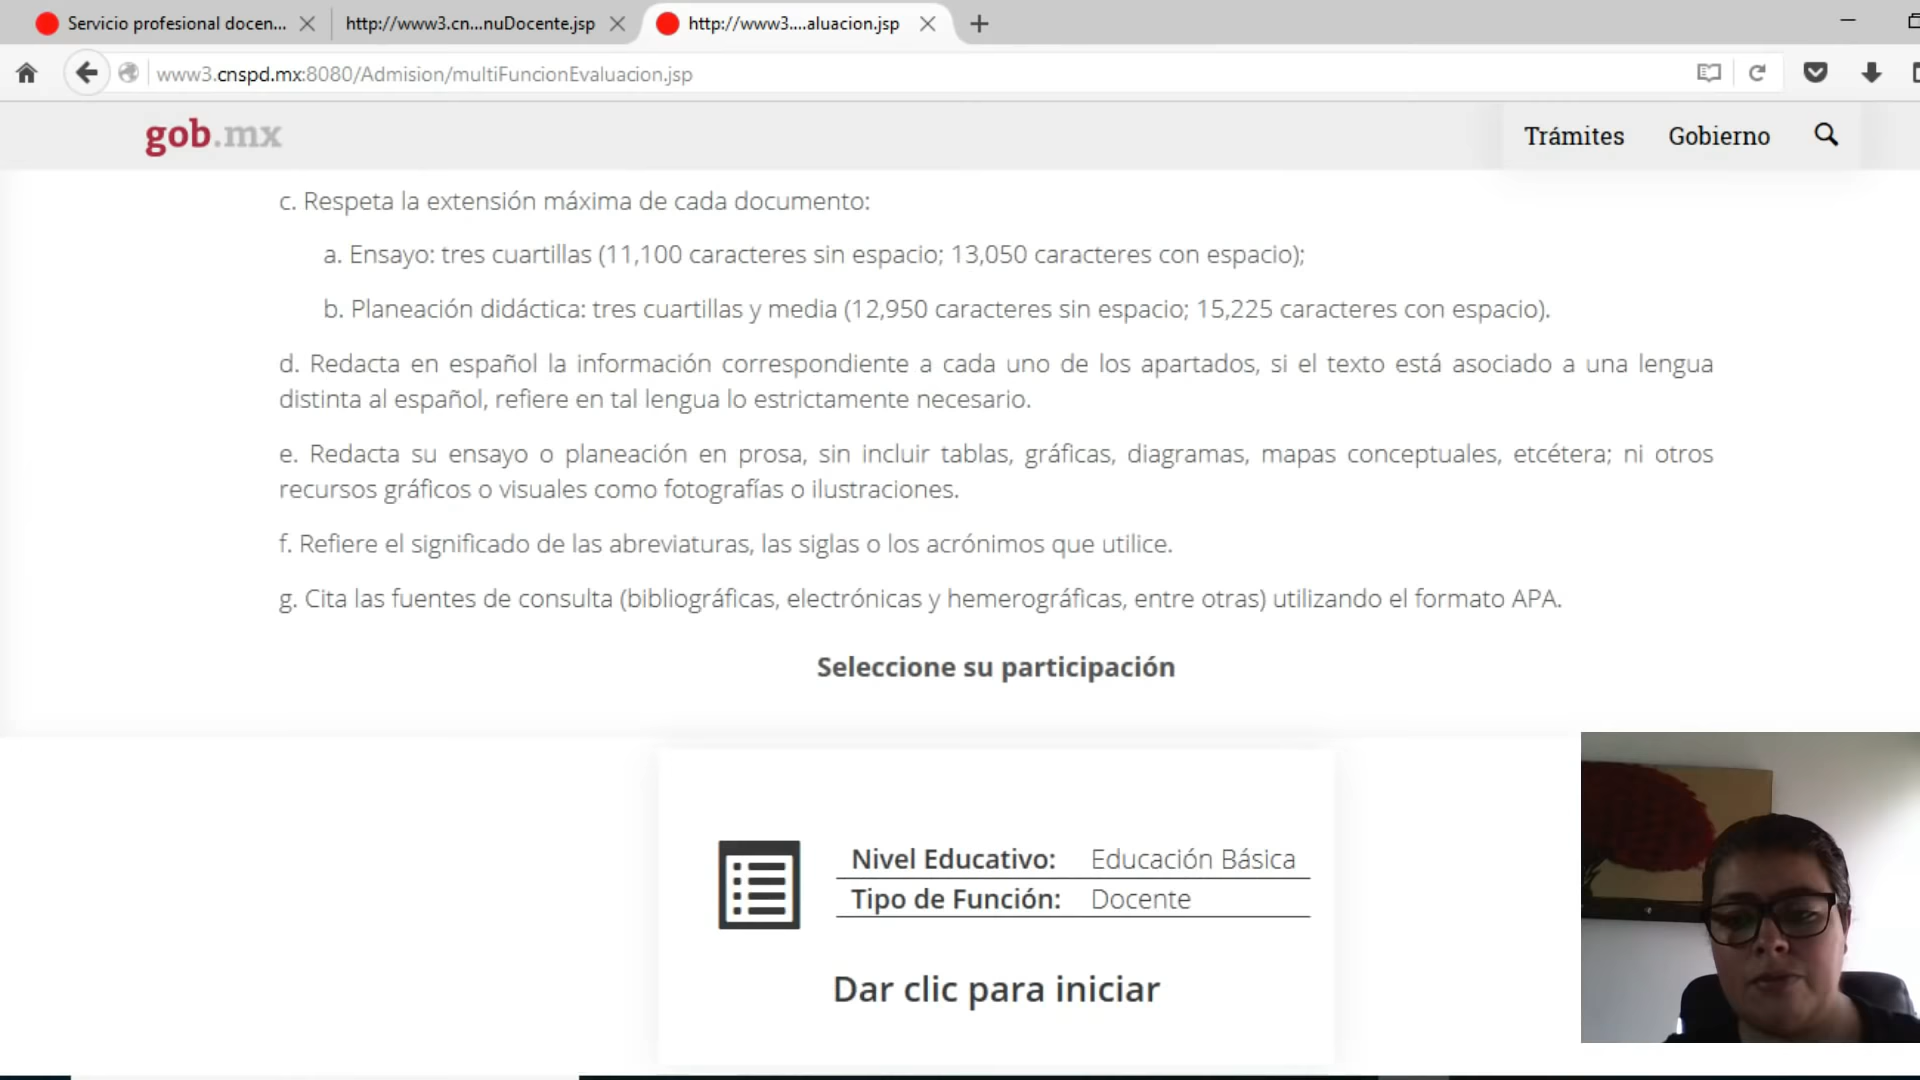 Servicio profesional docen...
http://www3.cn...nuDocente.jsp
http://www3....aluacion.jsp
www3.cnspd.mx:8080/Admision/multiFuncionEvaluacion.jsp
gob.mx
Trámites
Gobierno
c. Respeta la extensión máxima de cada documento:
a. Ensayo: tres cuartillas (11,100 caracteres sin espacio; 13,050 caracteres con espacio);
b. Planeación didáctica: tres cuartillas y media (12,950 caracteres sin espacio; 15,225 caracteres con espacio).
d. Redacta en español la información correspondiente a cada uno de los apartados, si el texto está asociado a una lengua
distinta al español, refiere en tal lengua lo estrictamente necesario.
e. Redacta su ensayo o planeación en prosa, sin incluir tablas, gráficas, diagramas, mapas conceptuales, etcétera; ni otros
recursos gráficos o visuales como fotografías o ilustraciones.
f. Refiere el significado de las abreviaturas, las siglas o los acrónimos que utilice.
g. Cita las fuentes de consulta (bibliográficas, electrónicas y hemerográficas, entre otras) utilizando el formato APA.
Seleccione su participación
Nivel Educativo: Educación Básica
Tipo de Función: Docente
Dar clic para iniciar